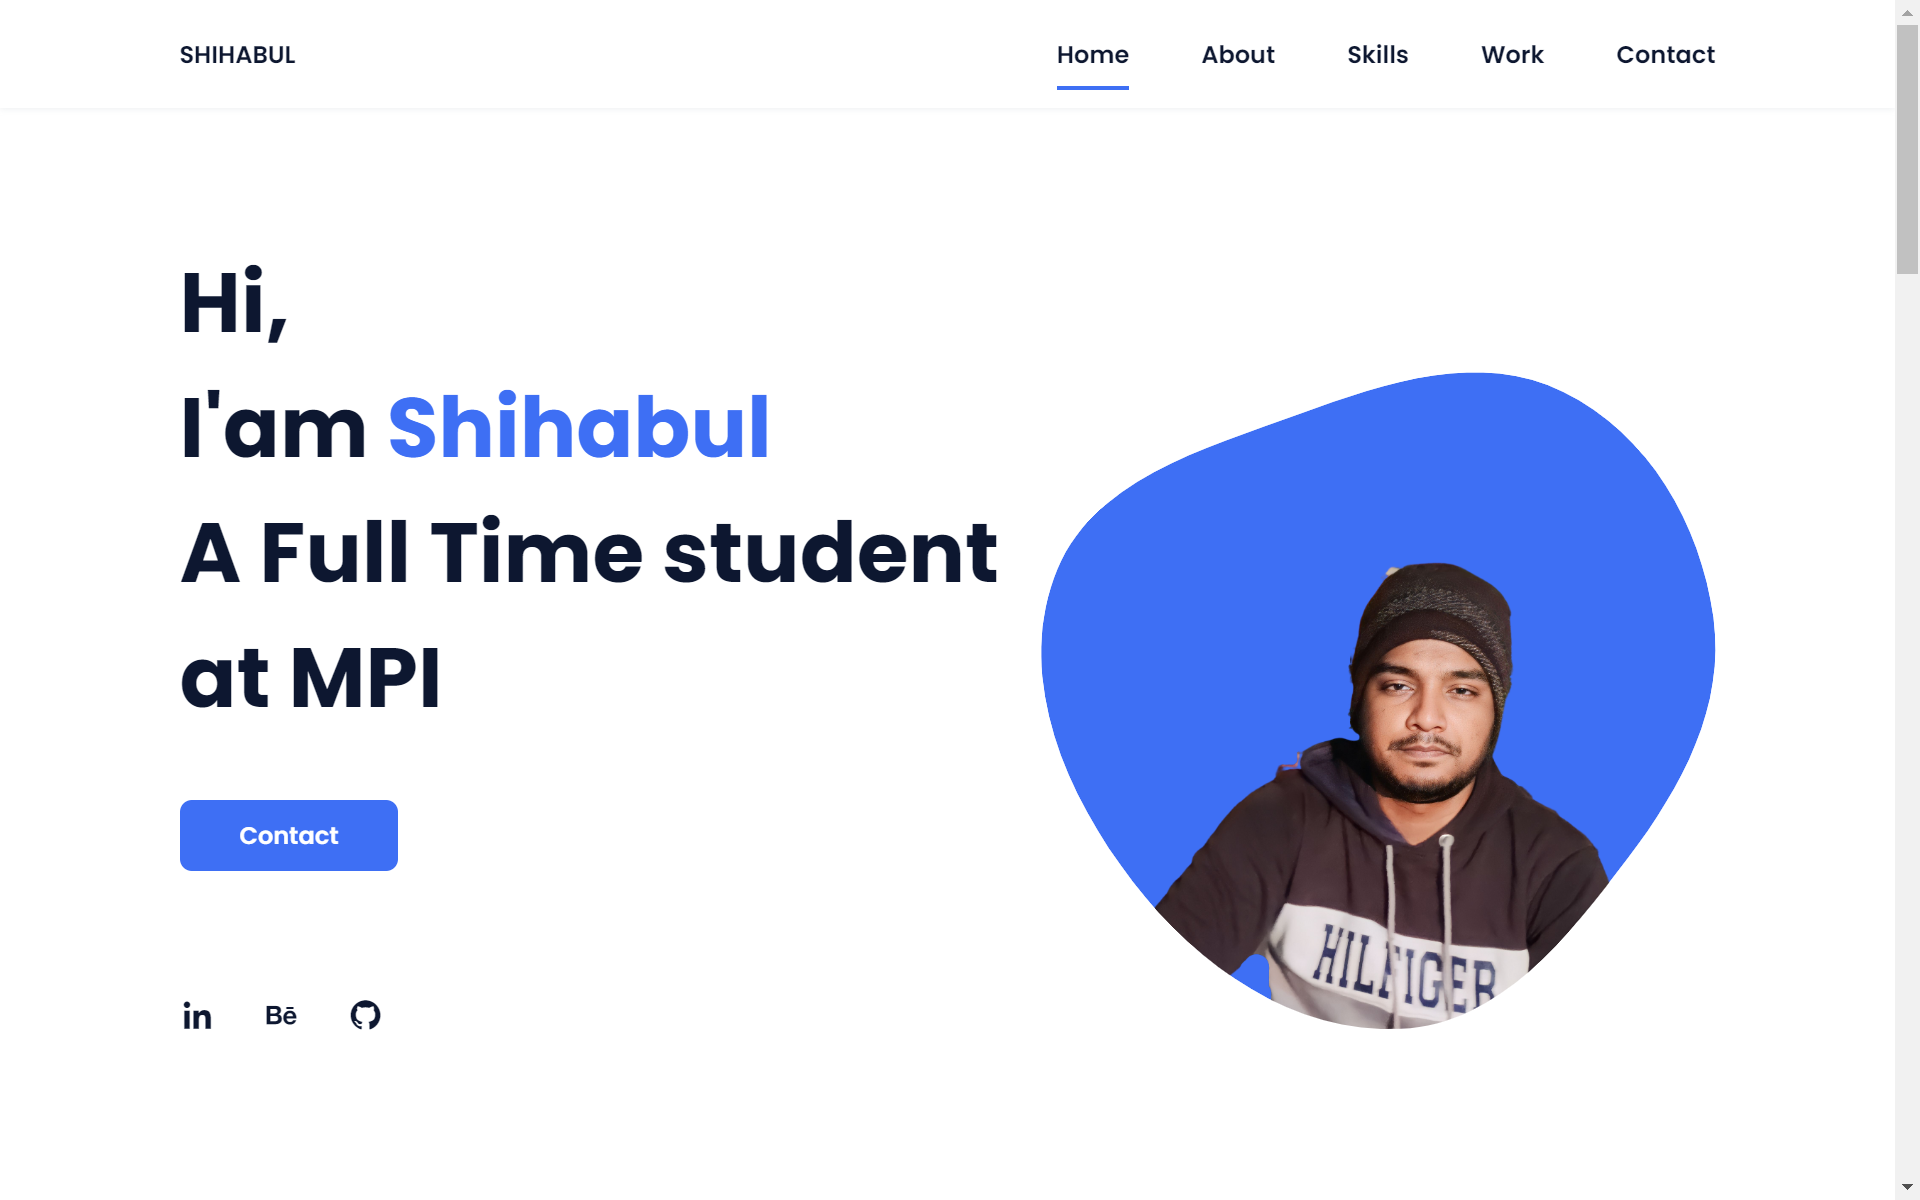 SHIHABUL
Home About Skills Work Contact
Hi,
I'am Shihabul
A Full Time student
at MPI
Contact
in Bē
HILFIGER